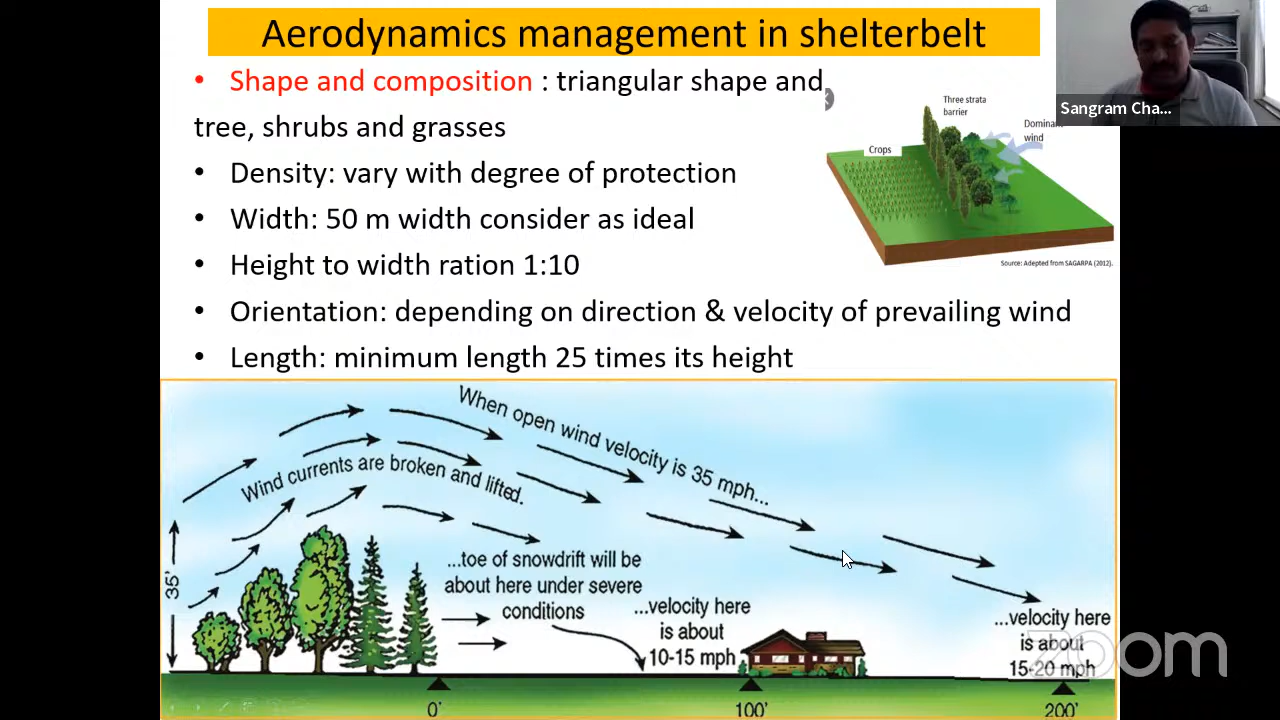 Aerodynamics management in shelterbelt
• Shape and composition : triangular shape and
tree, shrubs and grasses
• Density: vary with degree of protection
• Width: 50 m width consider as ideal
• Height to width ration 1:10
• Orientation: depending on direction & velocity of prevailing wind
• Length: minimum length 25 times its height
Three strata
barrier
Dominant
wind
Crops
Source: Adapted from SAGARPA (2012).
Sangram Cha...
When open wind velocity is 35 mph...
Wind currents are broken and lifted.
35'
...toe of snowdrift will be
about here under severe
conditions
...velocity here
is about
10-15 mph
...velocity here
is about
15-20 mph
0'
100'
200'
zoom